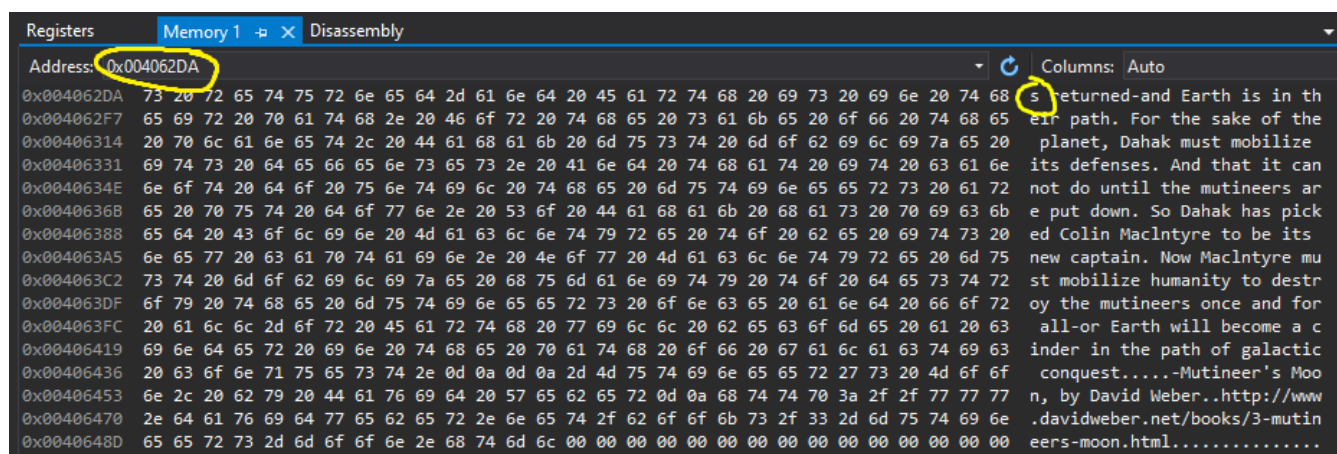 Registers Memory 1 Disassembly
Address: 0x004062DA Columns: Auto
0x004062DA 73 20 72 65 74 75 72 6e 65 64 2d 61 6e 64 20 45 61 72 74 68 20 69 73 20 69 6e 20 74 68 s returned-and Earth is in th
0x004062F7 65 69 72 20 70 61 74 68 2e 20 46 6f 72 20 74 68 65 20 73 61 6b 65 20 6f 66 20 74 68 65 eir path. For the sake of the
0x00406314 20 70 6c 61 6e 65 74 2c 20 44 61 68 61 6b 20 6d 75 73 74 20 6d 6f 62 69 6c 69 7a 65 20 planet, Dahak must mobilize
0x00406331 69 74 73 20 64 65 66 65 6e 73 65 73 2e 20 41 6e 64 20 74 68 61 74 20 69 74 20 63 61 6e its defenses. And that it can
0x0040634E 6e 6f 74 20 64 6f 20 75 6e 74 69 6c 20 74 68 65 20 6d 75 74 69 6e 65 65 72 73 20 61 72 not do until the mutineers ar
0x0040636B 65 20 70 75 74 20 64 6f 77 6e 2e 20 53 6f 20 44 61 68 61 6b 20 68 61 73 20 70 69 63 6b e put down. So Dahak has pick
0x00406388 65 64 20 43 6f 6c 69 6e 20 4d 61 63 6c 6e 74 79 72 65 20 74 6f 20 62 65 20 69 74 73 20 ed Colin Maclntyre to be its
0x004063A5 6e 65 77 20 63 61 70 74 61 69 6e 2e 20 4e 6f 77 20 4d 61 63 6c 6e 74 79 72 65 20 6d 75 new captain. Now Maclntyre mu
0x004063C2 73 74 20 6d 6f 62 69 6c 69 7a 65 20 68 75 6d 61 6e 69 74 79 20 74 6f 20 64 65 73 74 72 st mobilize humanity to destr
0x004063DF 6f 79 20 74 68 65 20 6d 75 74 69 6e 65 65 72 73 20 6f 6e 63 65 20 61 6e 64 20 66 6f 72 oy the mutineers once and for
0x004063FC 20 61 6c 6c 2d 6f 72 20 45 61 72 74 68 20 77 69 6c 6c 20 62 65 63 6f 6d 65 20 61 20 63 all-or Earth will become a c
0x00406419 69 6e 64 65 72 20 69 6e 20 74 68 65 20 70 61 74 68 20 6f 66 20 67 61 6c 61 63 74 69 63 inder in the path of galactic
0x00406436 20 63 6f 6e 71 75 65 73 74 2e 0d 0a 0d 0a 2d 4d 75 74 69 6e 65 65 72 27 73 20 4d 6f 6f conquest.....-Mutineer's Moo
0x00406453 6e 2c 20 62 79 20 44 61 76 69 64 20 57 65 62 65 72 0d 0a 68 74 74 70 3a 2f 2f 77 77 77 n, by David Weber..http://www
0x00406470 2e 64 61 76 69 64 77 65 62 65 72 2e 6e 65 74 2f 62 6f 6f 6b 73 2f 33 2d 6d 75 74 69 6e .davidweber.net/books/3-mutin
0x0040648D 65 65 72 73 2d 6d 6f 6f 6e 2e 68 74 6d 6c 00 00 00 00 00 00 00 00 00 00 00 00 00 00 00 eers-moon.html...............